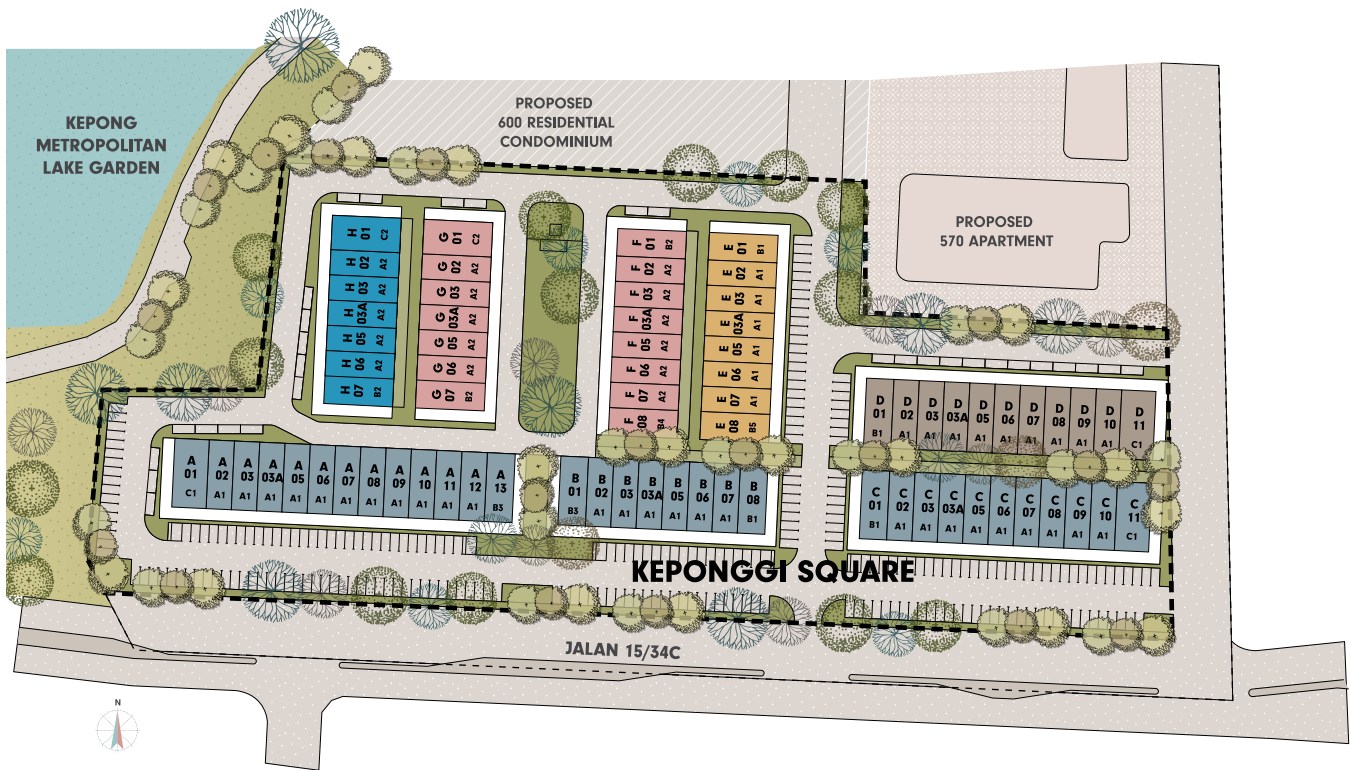 KEPONG
METROPOLITAN
LAKE GARDEN
PROPOSED
600 RESIDENTIAL
CONDOMINIUM
PROPOSED
570 APARTMENT
H 01 C2
H 02 A2
H 03 A2
H 03A A2
H 05 A2
H 06 A2
H 07 B2
G 01 C2
G 02 A2
G 03 A2
G 03A A2
G 05 A2
G 06 A2
G 07 B2
F 01 B2
F 02 A2
F 03 A2
F 03A A2
F 05 A2
F 06 A2
F 07 A2
F 08 B4
E 01 B1
E 02 A1
E 03 A1
E 03A A1
E 05 A1
E 06 A1
E 07 A1
E 08 B5
D 01 B1
D 02 A1
D 03 A1
D 03A A1
D 05 A1
D 06 A1
D 07 A1
D 08 A1
D 09 A1
D 10 A1
D 11 C1
A 01 C1
A 02 A1
A 03 A1
A 03A A1
A 05 A1
A 06 A1
A 07 A1
A 08 A1
A 09 A1
A 10 A1
A 11 A1
A 12 A1
A 13 B3
B 01 B3
B 02 A1
B 03 A1
B 03A A1
B 05 A1
B 06 A1
B 07 A1
B 08 B1
C 01 B1
C 02 A1
C 03 A1
C 03A A1
C 05 A1
C 06 A1
C 07 A1
C 08 A1
C 09 A1
C 10 A1
C 11 C1
KEPONGGI SQUARE
JALAN 15/34C
N